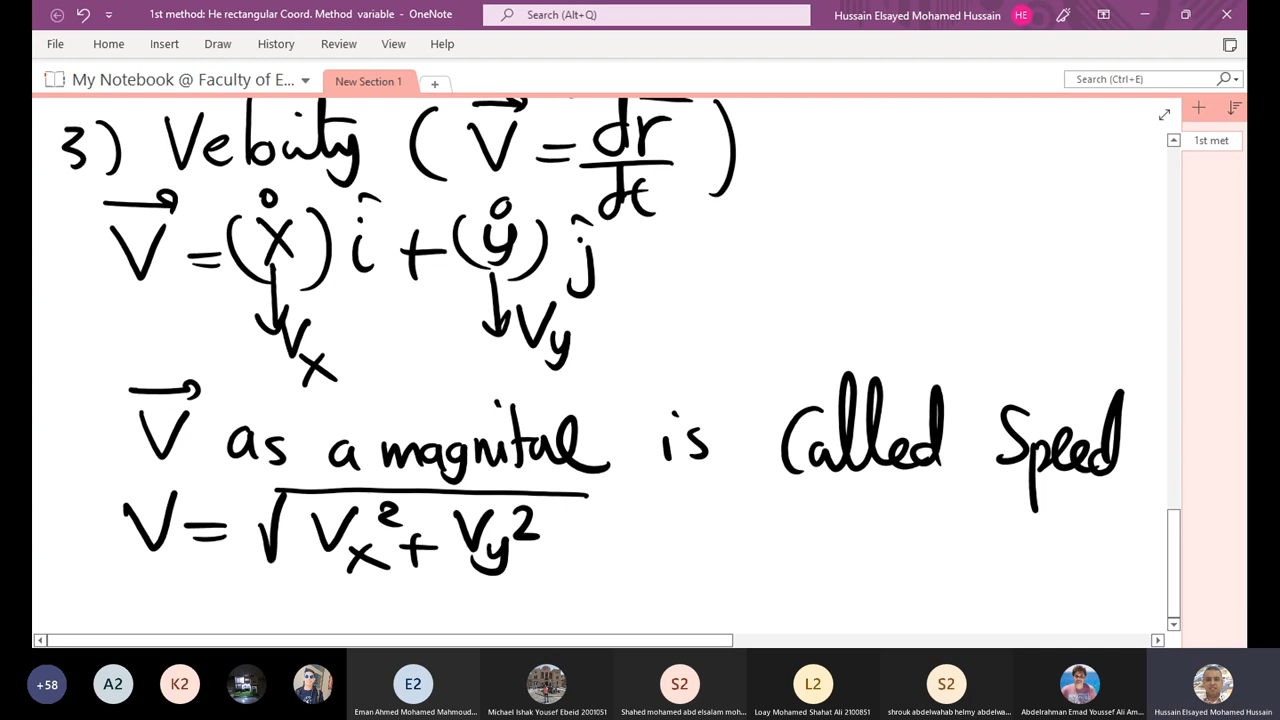 1st method: He rectangular Coord. Method variable - OneNote
Search (Alt+Q)
Hussain Elsayed Mohamed Hussain
HE
File Home Insert Draw History Review View Help
My Notebook @ Faculty of E...
New Section 1
Search (Ctrl+E)
1st met
3) Velocity ( V⃗ = dr̅/dt )
V⃗ = (x̊) î + (ẙ) ĵ
Vx Vy
V⃗ as a magnitude is Called Speed
V = √(Vx² + Vy²)
+58
A2
K2
E2
S2
L2
S2
Eman Ahmed Mohamed Mahmoud...
Michael Ishak Yousef Ebeid 2001051
Shahed mohamed abd elsalam moh...
Loay Mohamed Shahat Ali 2100851
shrouk abdelwahab helmy abdelwa...
Abdelrahman Emad Youssef Ali Am...
Hussain Elsayed Mohamed Hussain